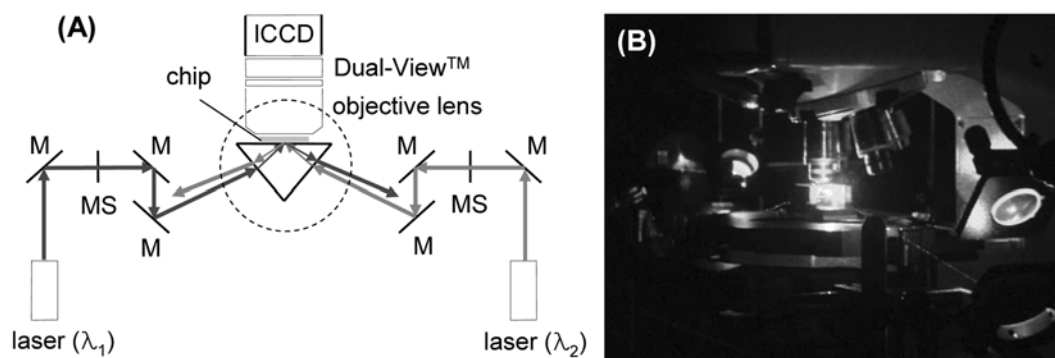 (A)
ICCD
Dual-View™
chip
objective lens
M
M
M
M
MS
MS
M
M
laser (λ₁)
laser (λ₂)
(B)